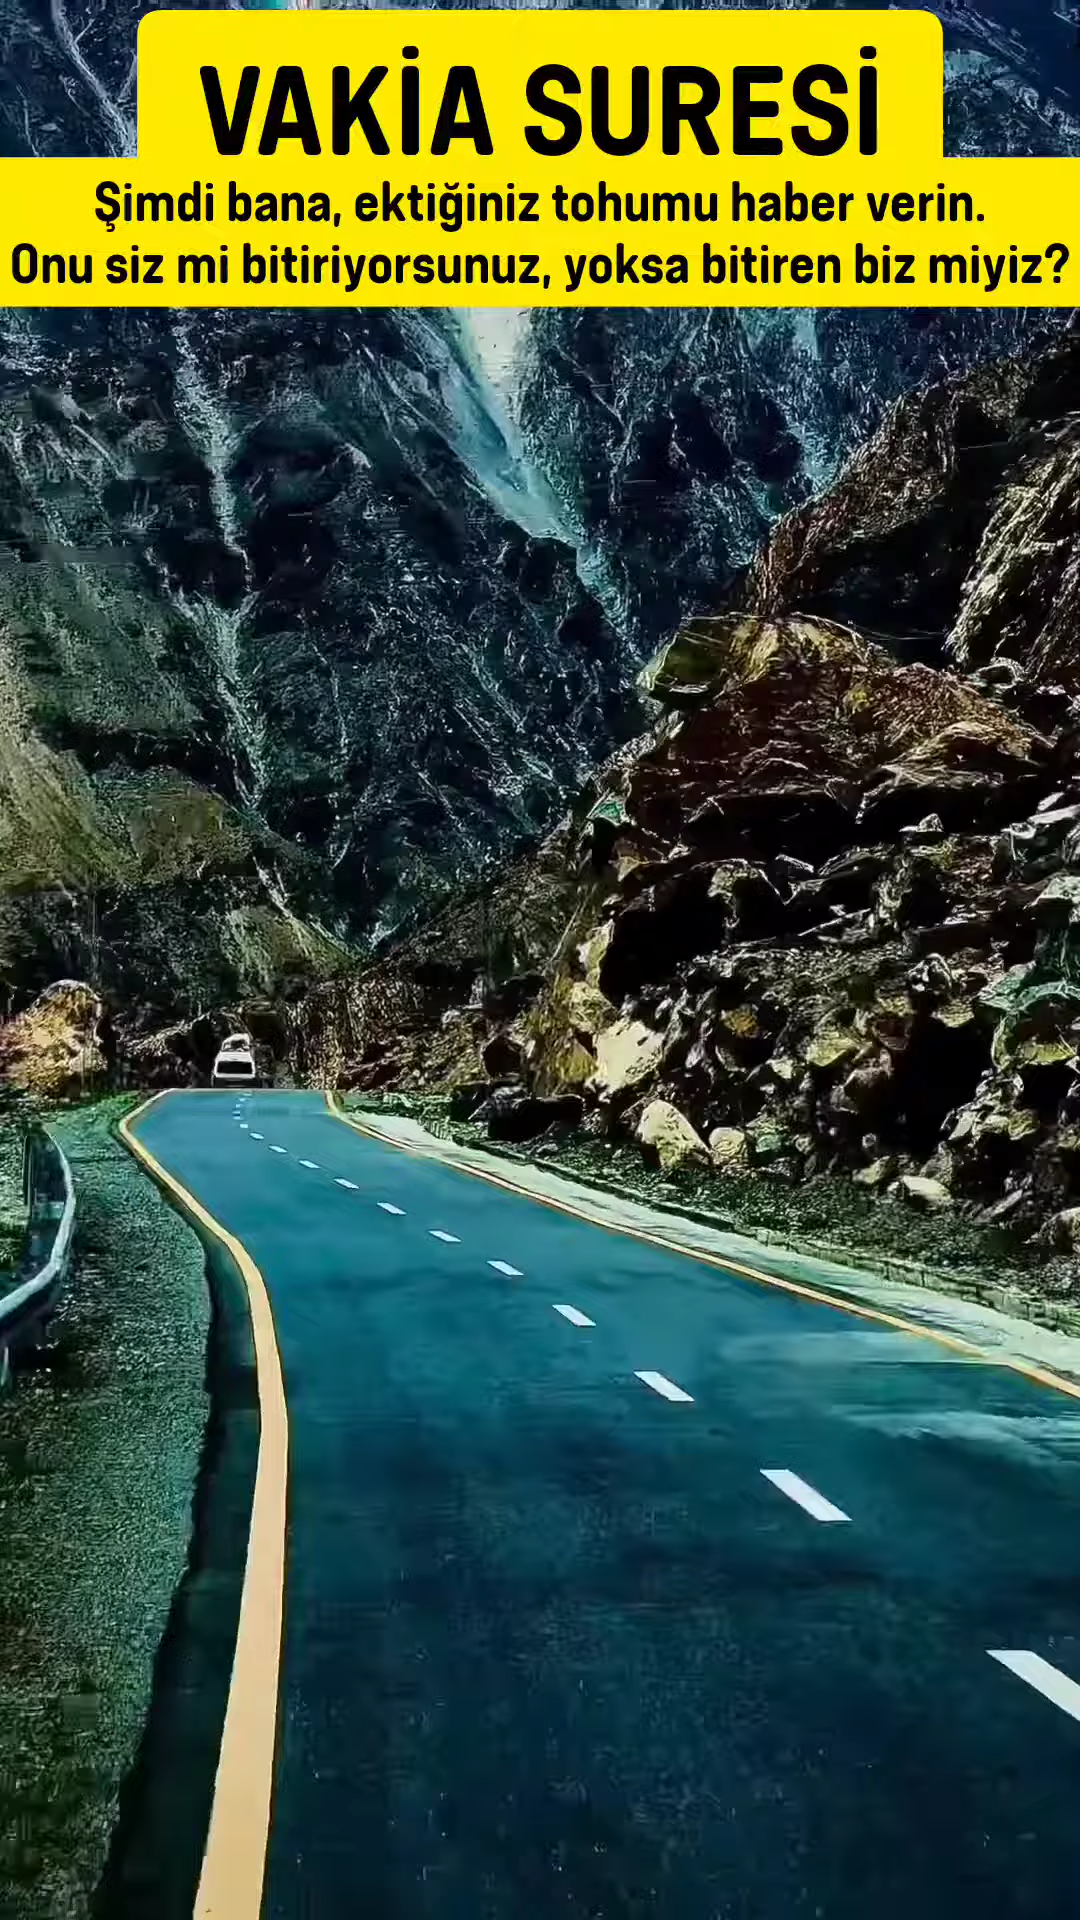 VAKİA SURESİ
Şimdi bana, ektiğiniz tohumu haber verin.
Onu siz mi bitiriyorsunuz, yoksa bitiren biz miyiz?